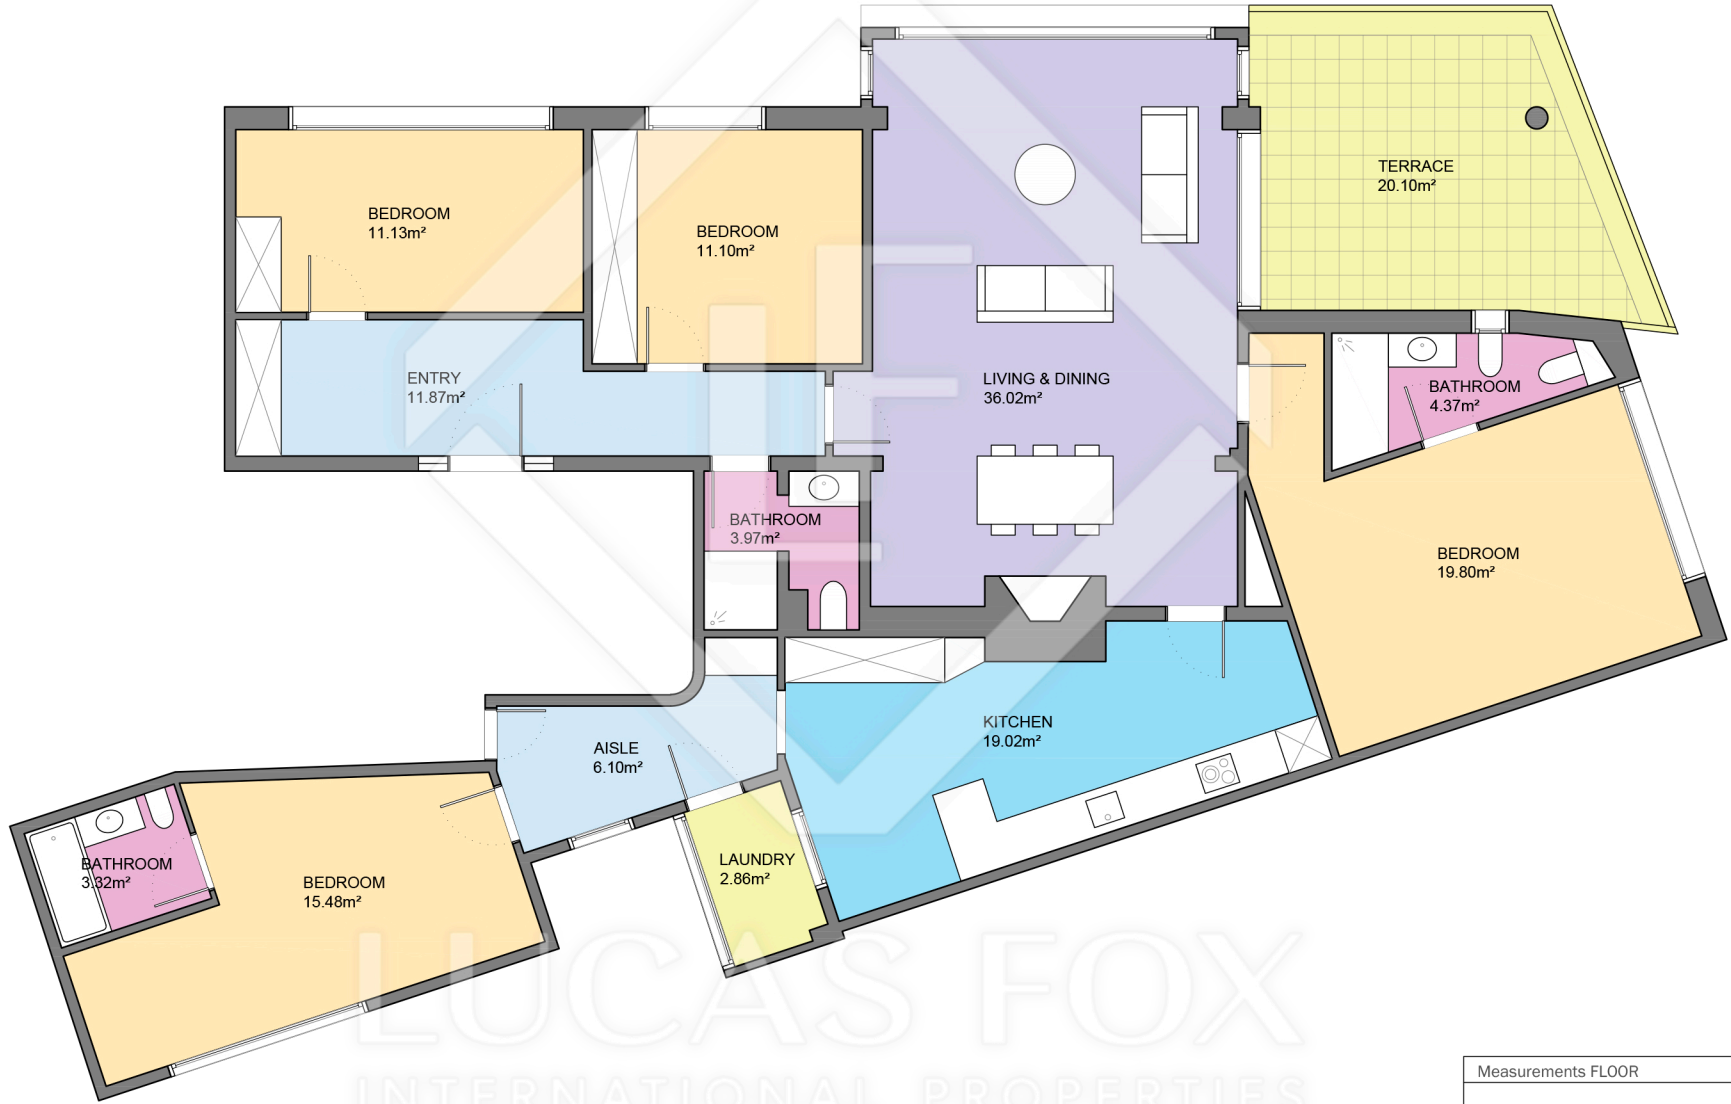 TERRACE
20.10m²
BEDROOM
11.13m²
BEDROOM
11.10m²
ENTRY
11.87m²
LIVING & DINING
36.02m²
BATHROOM
4.37m²
BATHROOM
3.97m²
BEDROOM
19.80m²
KITCHEN
19.02m²
AISLE
6.10m²
BATHROOM
3.32m²
BEDROOM
15.48m²
LAUNDRY
2.86m²
LUCAS FOX
INTERNATIONAL PROPERTIES
Measurements FLOOR